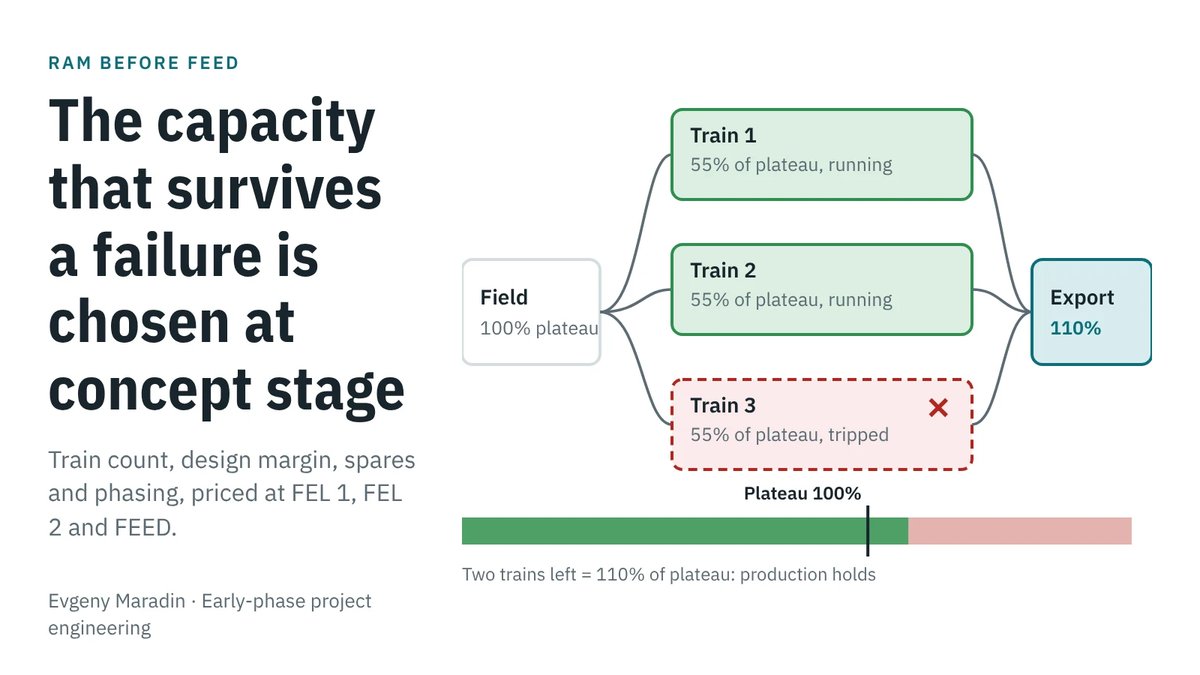 RAM BEFORE FEED
The capacity
that survives
a failure is
chosen at
concept stage
Train count, design margin, spares
and phasing, priced at FEL 1, FEL
2 and FEED.
Evgeny Maradin · Early-phase project
engineering
Field
100% plateau
Train 1
55% of plateau, running
Train 2
55% of plateau, running
Train 3
55% of plateau, tripped
Export
110%
Plateau 100%
Two trains left = 110% of plateau: production holds